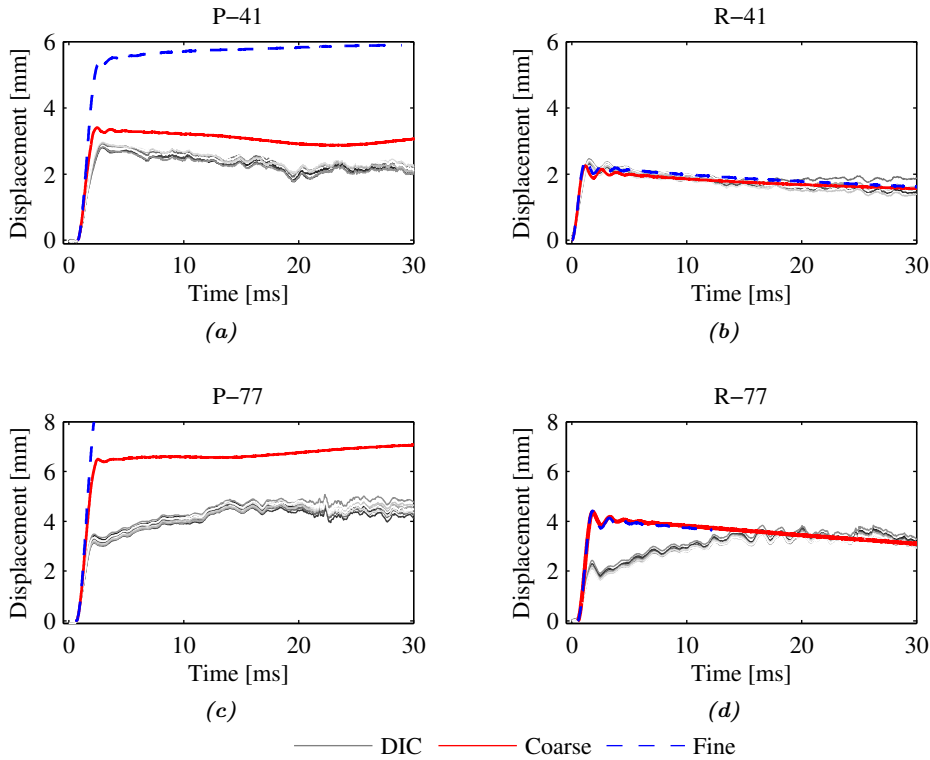 P−41
Displacement [mm]
6
4
2
0
0 10 20 30
Time [ms]
(a)
R−41
Displacement [mm]
6
4
2
0
0 10 20 30
Time [ms]
(b)
P−77
Displacement [mm]
8
6
4
2
0
0 10 20 30
Time [ms]
(c)
R−77
Displacement [mm]
8
6
4
2
0
0 10 20 30
Time [ms]
(d)
DIC Coarse Fine